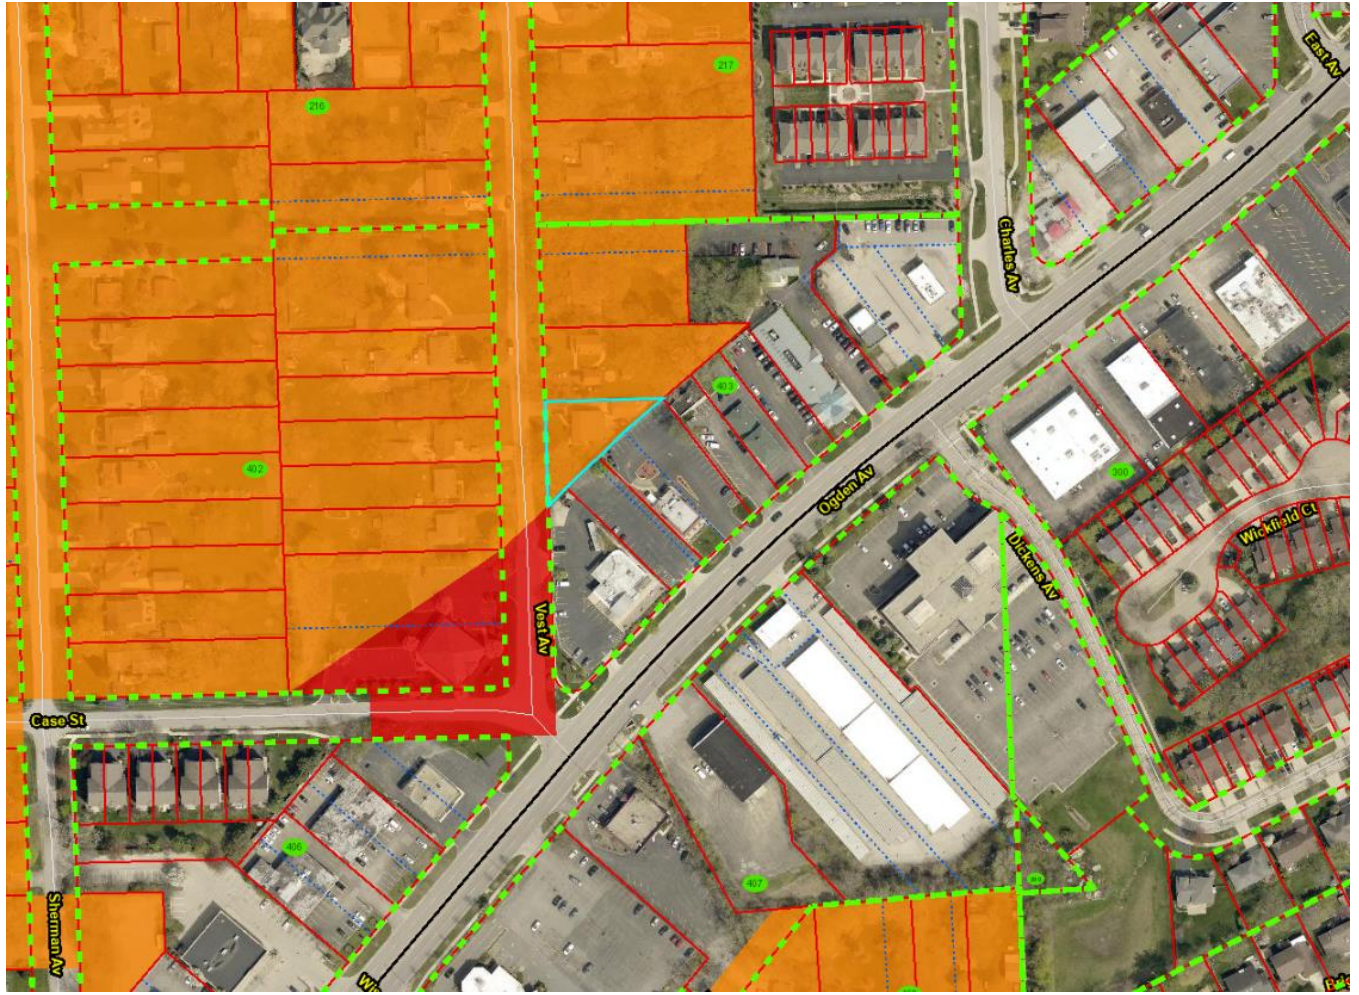 East Av
217
216
Charles Av
403
402
Ogden Av
300
Wickfield Ct
Dickens Av
Vest Av
Case St
406
407
Sherman Av